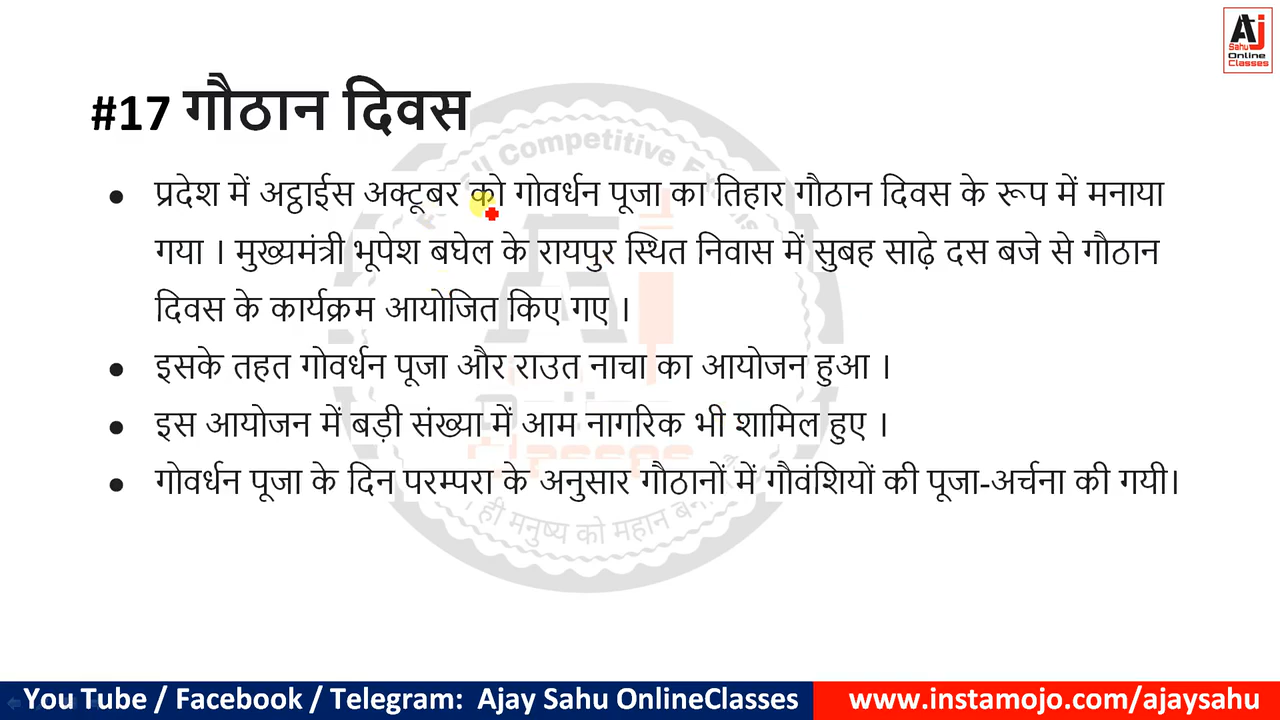 Aj
Sahu
Online
Classes
#17 गौठान दिवस
● प्रदेश में अट्ठाईस अक्टूबर को गोवर्धन पूजा का तिहार गौठान दिवस के रूप में मनाया
गया । मुख्यमंत्री भूपेश बघेल के रायपुर स्थित निवास में सुबह साढ़े दस बजे से गौठान
दिवस के कार्यक्रम आयोजित किए गए ।
● इसके तहत गोवर्धन पूजा और राउत नाचा का आयोजन हुआ ।
● इस आयोजन में बड़ी संख्या में आम नागरिक भी शामिल हुए ।
● गोवर्धन पूजा के दिन परम्परा के अनुसार गौठानों में गौवंशियों की पूजा-अर्चना की गयी।
Competitive
ही मनुष्य को महान
You Tube / Facebook / Telegram: Ajay Sahu OnlineClasses
www.instamojo.com/ajaysahu